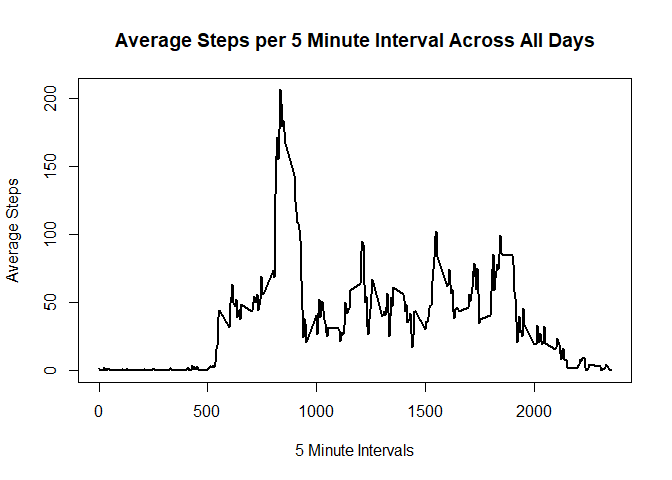 Average Steps per 5 Minute Interval Across All Days
Average Steps
200
150
100
50
0
0 500 1000 1500 2000
5 Minute Intervals